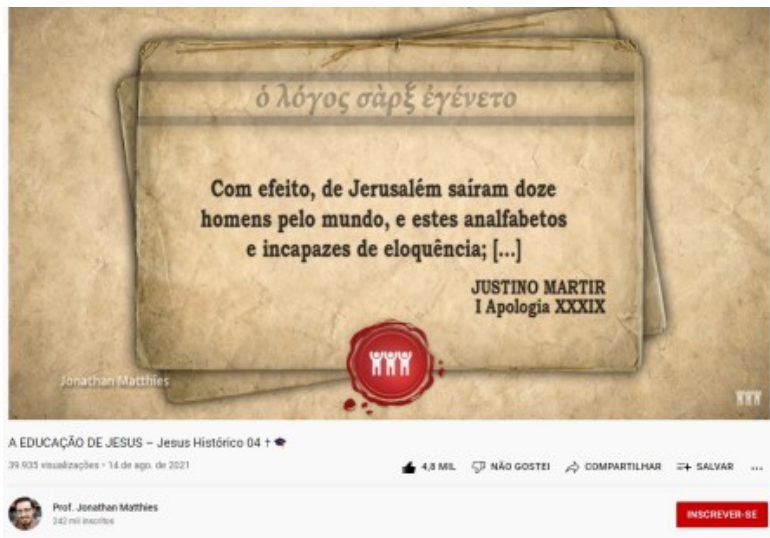 ὁ λόγος σὰρξ ἐγένετο
Com efeito, de Jerusalém saíram doze
homens pelo mundo, e estes analfabetos
e incapazes de eloquência; [...]
JUSTINO MARTIR
I Apologia XXXIX
Jonathan Matthies
A EDUCAÇÃO DE JESUS – Jesus Histórico 04 † 🎓
39.935 visualizações • 14 de ago. de 2021
4,8 MIL NÃO GOSTEI COMPARTILHAR SALVAR ...
Prof. Jonathan Matthies
242 mil inscritos
INSCREVER-SE